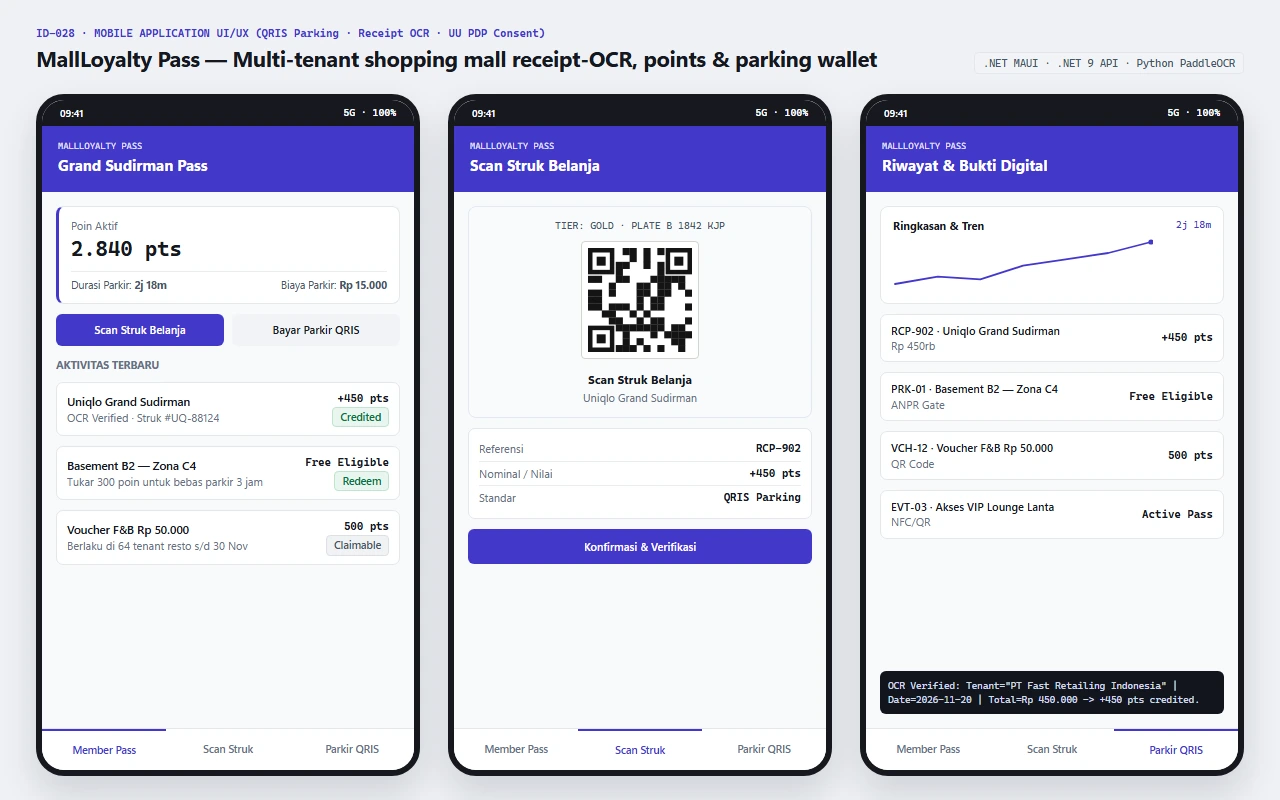 ID-028 · MOBILE APPLICATION UI/UX (QRIS Parking · Receipt OCR · UU PDP Consent)
MallLoyalty Pass — Multi-tenant shopping mall receipt-OCR, points & parking wallet
.NET MAUI · .NET 9 API · Python PaddleOCR
09:41
5G · 100%
MALLLOYALTY PASS
Grand Sudirman Pass
Poin Aktif
2.840 pts
Durasi Parkir: 2j 18m
Biaya Parkir: Rp 15.000
Scan Struk Belanja
Bayar Parkir QRIS
AKTIVITAS TERBARU
Uniqlo Grand Sudirman
+450 pts
OCR Verified · Struk #UQ-88124
Credited
Basement B2 — Zona C4
Free Eligible
Tukar 300 poin untuk bebas parkir 3 jam
Redeem
Voucher F&B Rp 50.000
500 pts
Berlaku di 64 tenant resto s/d 30 Nov
Claimable
Member Pass
Scan Struk
Parkir QRIS
09:41
5G · 100%
MALLLOYALTY PASS
Scan Struk Belanja
TIER: GOLD · PLATE B 1842 KJP
Scan Struk Belanja
Uniqlo Grand Sudirman
Referensi
RCP-902
Nominal / Nilai
+450 pts
Standar
QRIS Parking
Konfirmasi & Verifikasi
Member Pass
Scan Struk
Parkir QRIS
09:41
5G · 100%
MALLLOYALTY PASS
Riwayat & Bukti Digital
Ringkasan & Tren
2j 18m
RCP-902 · Uniqlo Grand Sudirman
Rp 450rb
+450 pts
PRK-01 · Basement B2 — Zona C4
ANPR Gate
Free Eligible
VCH-12 · Voucher F&B Rp 50.000
QR Code
500 pts
EVT-03 · Akses VIP Lounge Lanta
NFC/QR
Active Pass
OCR Verified: Tenant="PT Fast Retailing Indonesia" |
Date=2026-11-20 | Total=Rp 450.000 -> +450 pts credited.
Member Pass
Scan Struk
Parkir QRIS